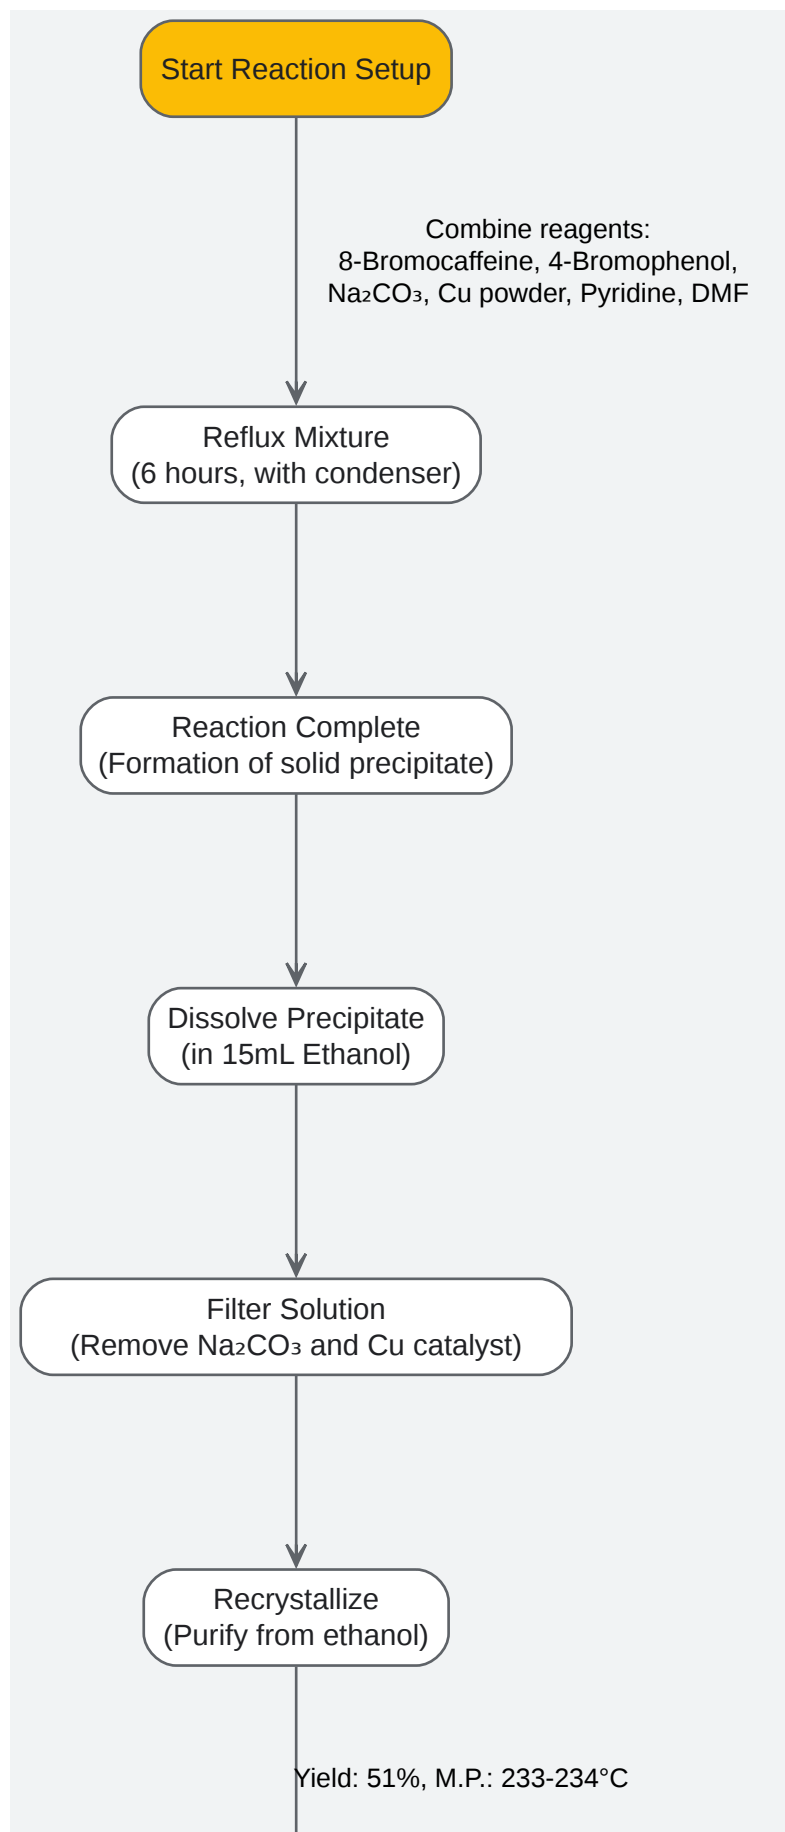 Start Reaction Setup
Combine reagents:
8-Bromocaffeine, 4-Bromophenol,
Na₂CO₃, Cu powder, Pyridine, DMF
Reflux Mixture
(6 hours, with condenser)
Reaction Complete
(Formation of solid precipitate)
Dissolve Precipitate
(in 15mL Ethanol)
Filter Solution
(Remove Na₂CO₃ and Cu catalyst)
Recrystallize
(Purify from ethanol)
Yield: 51%, M.P.: 233-234°C